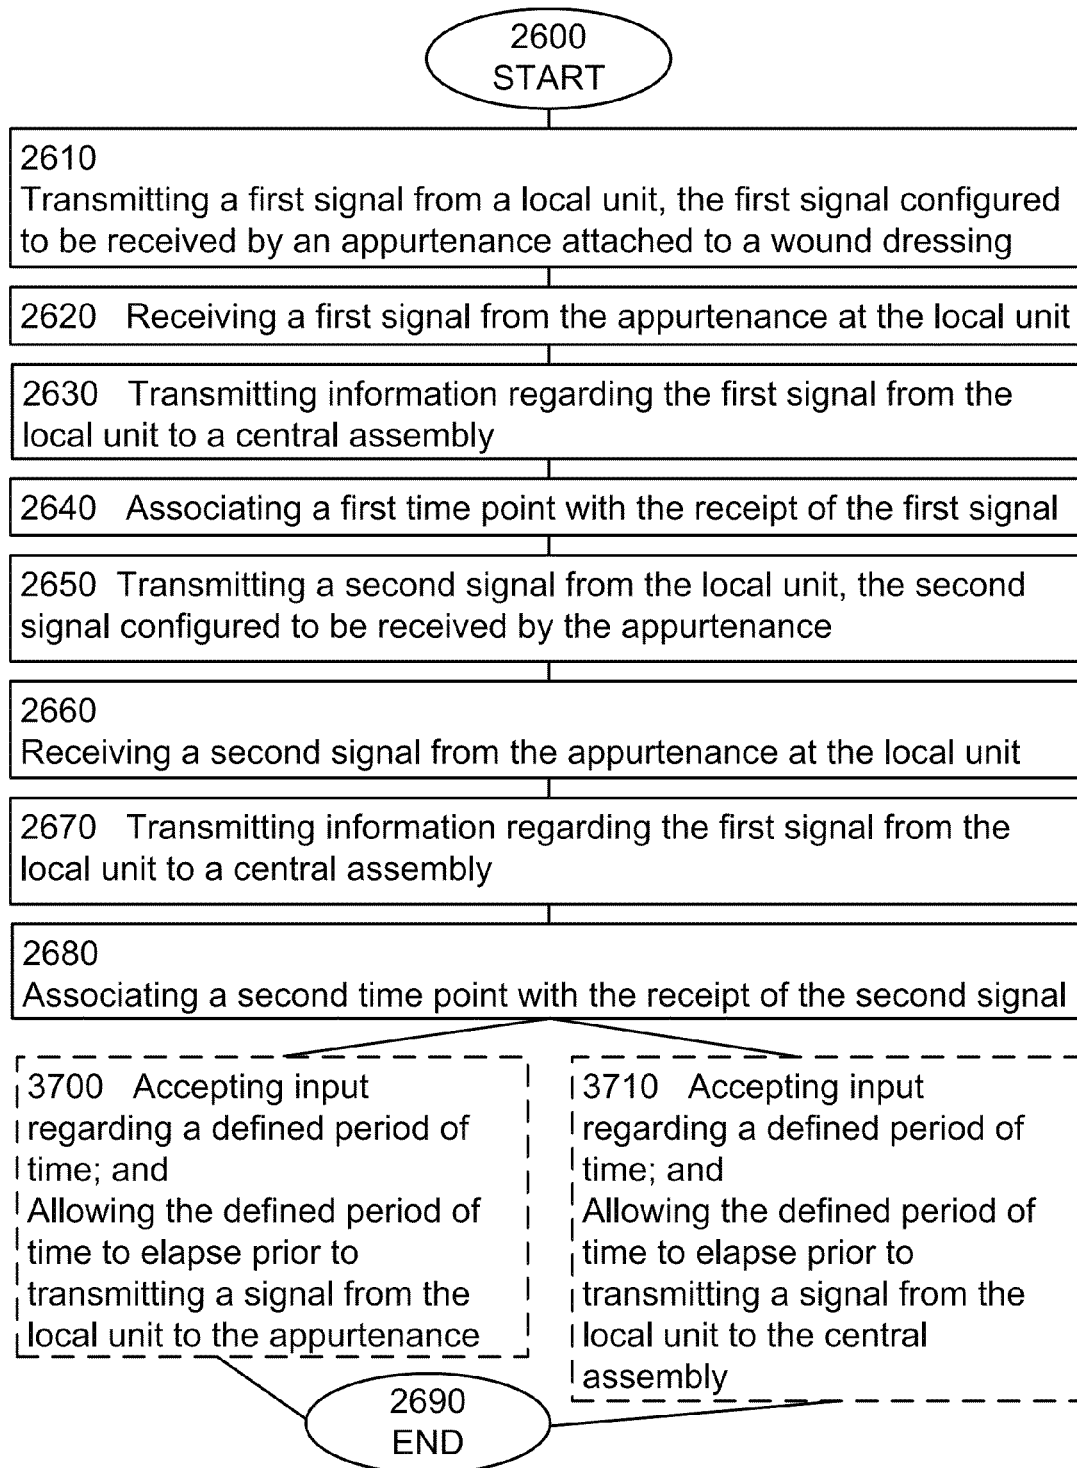 2600
START
2610
Transmitting a first signal from a local unit, the first signal configured
to be received by an appurtenance attached to a wound dressing
2620 Receiving a first signal from the appurtenance at the local unit
2630 Transmitting information regarding the first signal from the
local unit to a central assembly
2640 Associating a first time point with the receipt of the first signal
2650 Transmitting a second signal from the local unit, the second
signal configured to be received by the appurtenance
2660
Receiving a second signal from the appurtenance at the local unit
2670 Transmitting information regarding the first signal from the
local unit to a central assembly
2680
Associating a second time point with the receipt of the second signal
3700 Accepting input
regarding a defined period of
time; and
Allowing the defined period of
time to elapse prior to
transmitting a signal from the
local unit to the appurtenance
3710 Accepting input
regarding a defined period of
time; and
Allowing the defined period of
time to elapse prior to
transmitting a signal from the
local unit to the central
assembly
2690
END